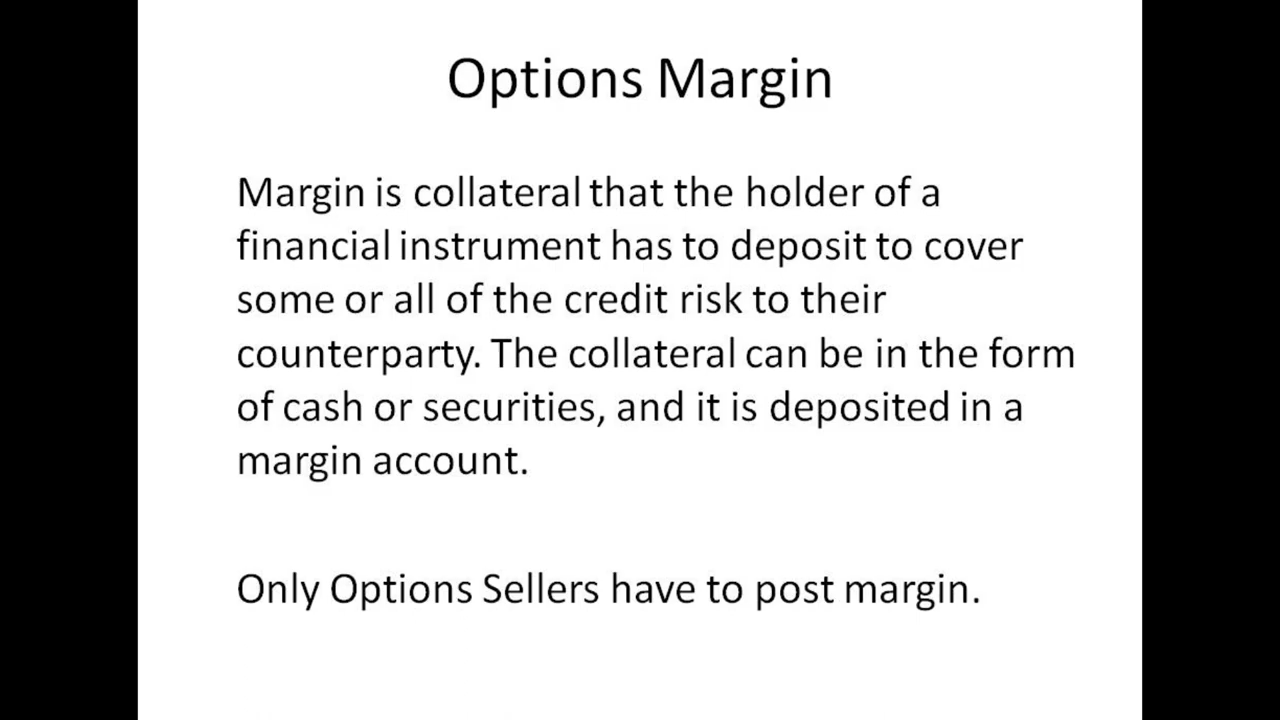 Options Margin
Margin is collateral that the holder of a
financial instrument has to deposit to cover
some or all of the credit risk to their
counterparty. The collateral can be in the form
of cash or securities, and it is deposited in a
margin account.
Only Options Sellers have to post margin.